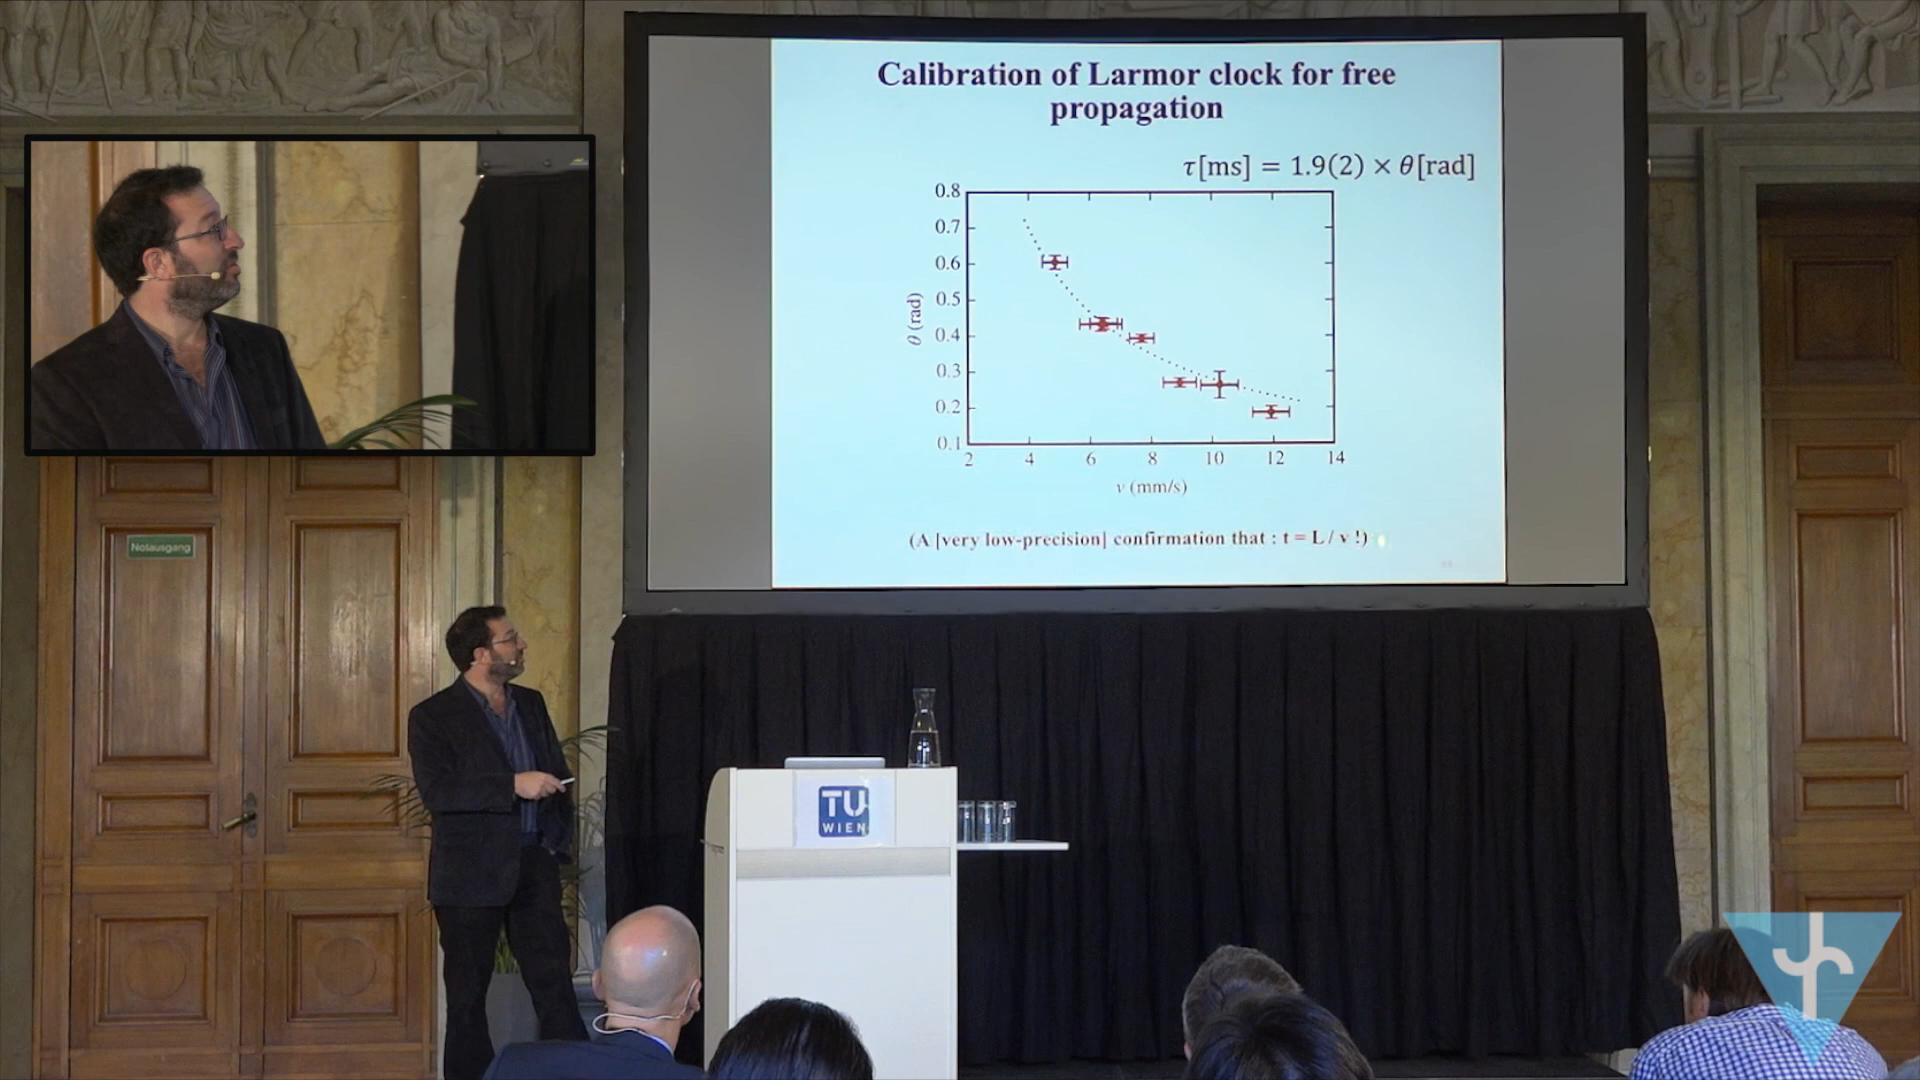 Calibration of Larmor clock for free
propagation
τ[ms] = 1.9(2) × θ[rad]
0.8
0.7
0.6
0.5
0.4
0.3
0.2
0.1
θ (rad)
2 4 6 8 10 12 14
v (mm/s)
(A [very low-precision] confirmation that : t = L / v !)
Notausgang
TU
WIEN